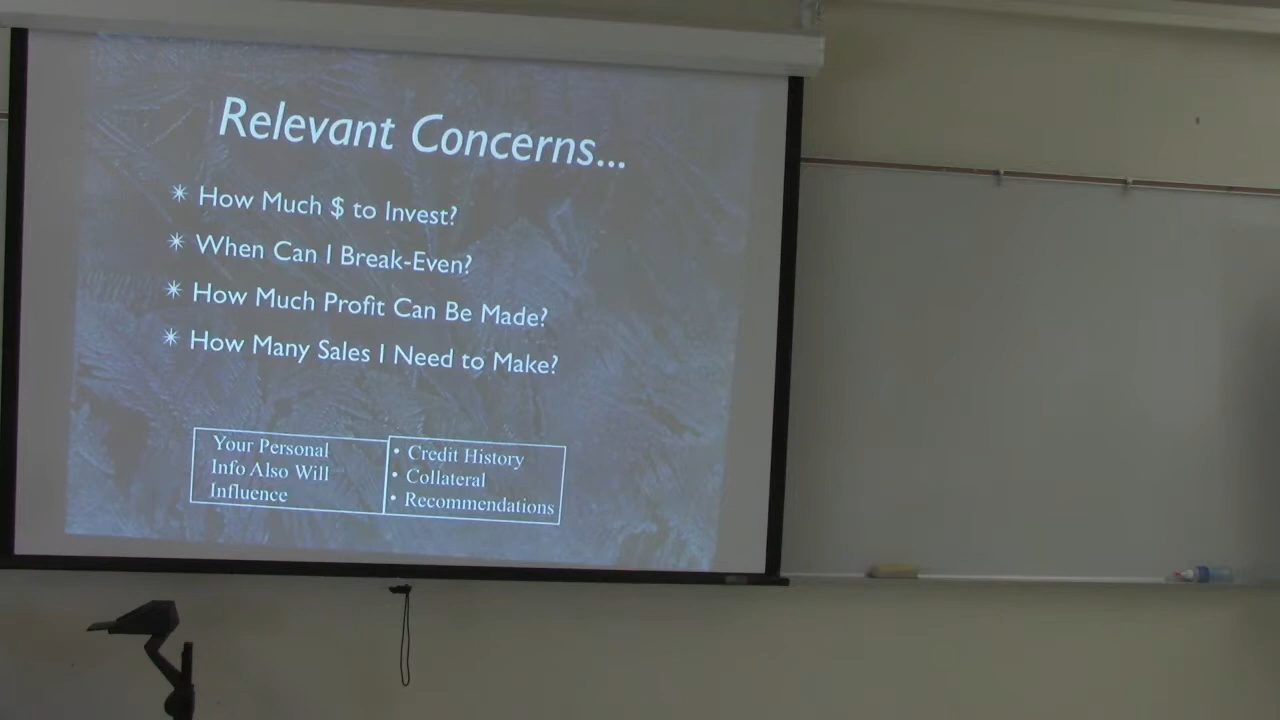 Relevant Concerns...
✴ How Much $ to Invest?
✴ When Can I Break-Even?
✴ How Much Profit Can Be Made?
✴ How Many Sales I Need to Make?
Your Personal
Info Also Will
Influence
• Credit History
• Collateral
• Recommendations